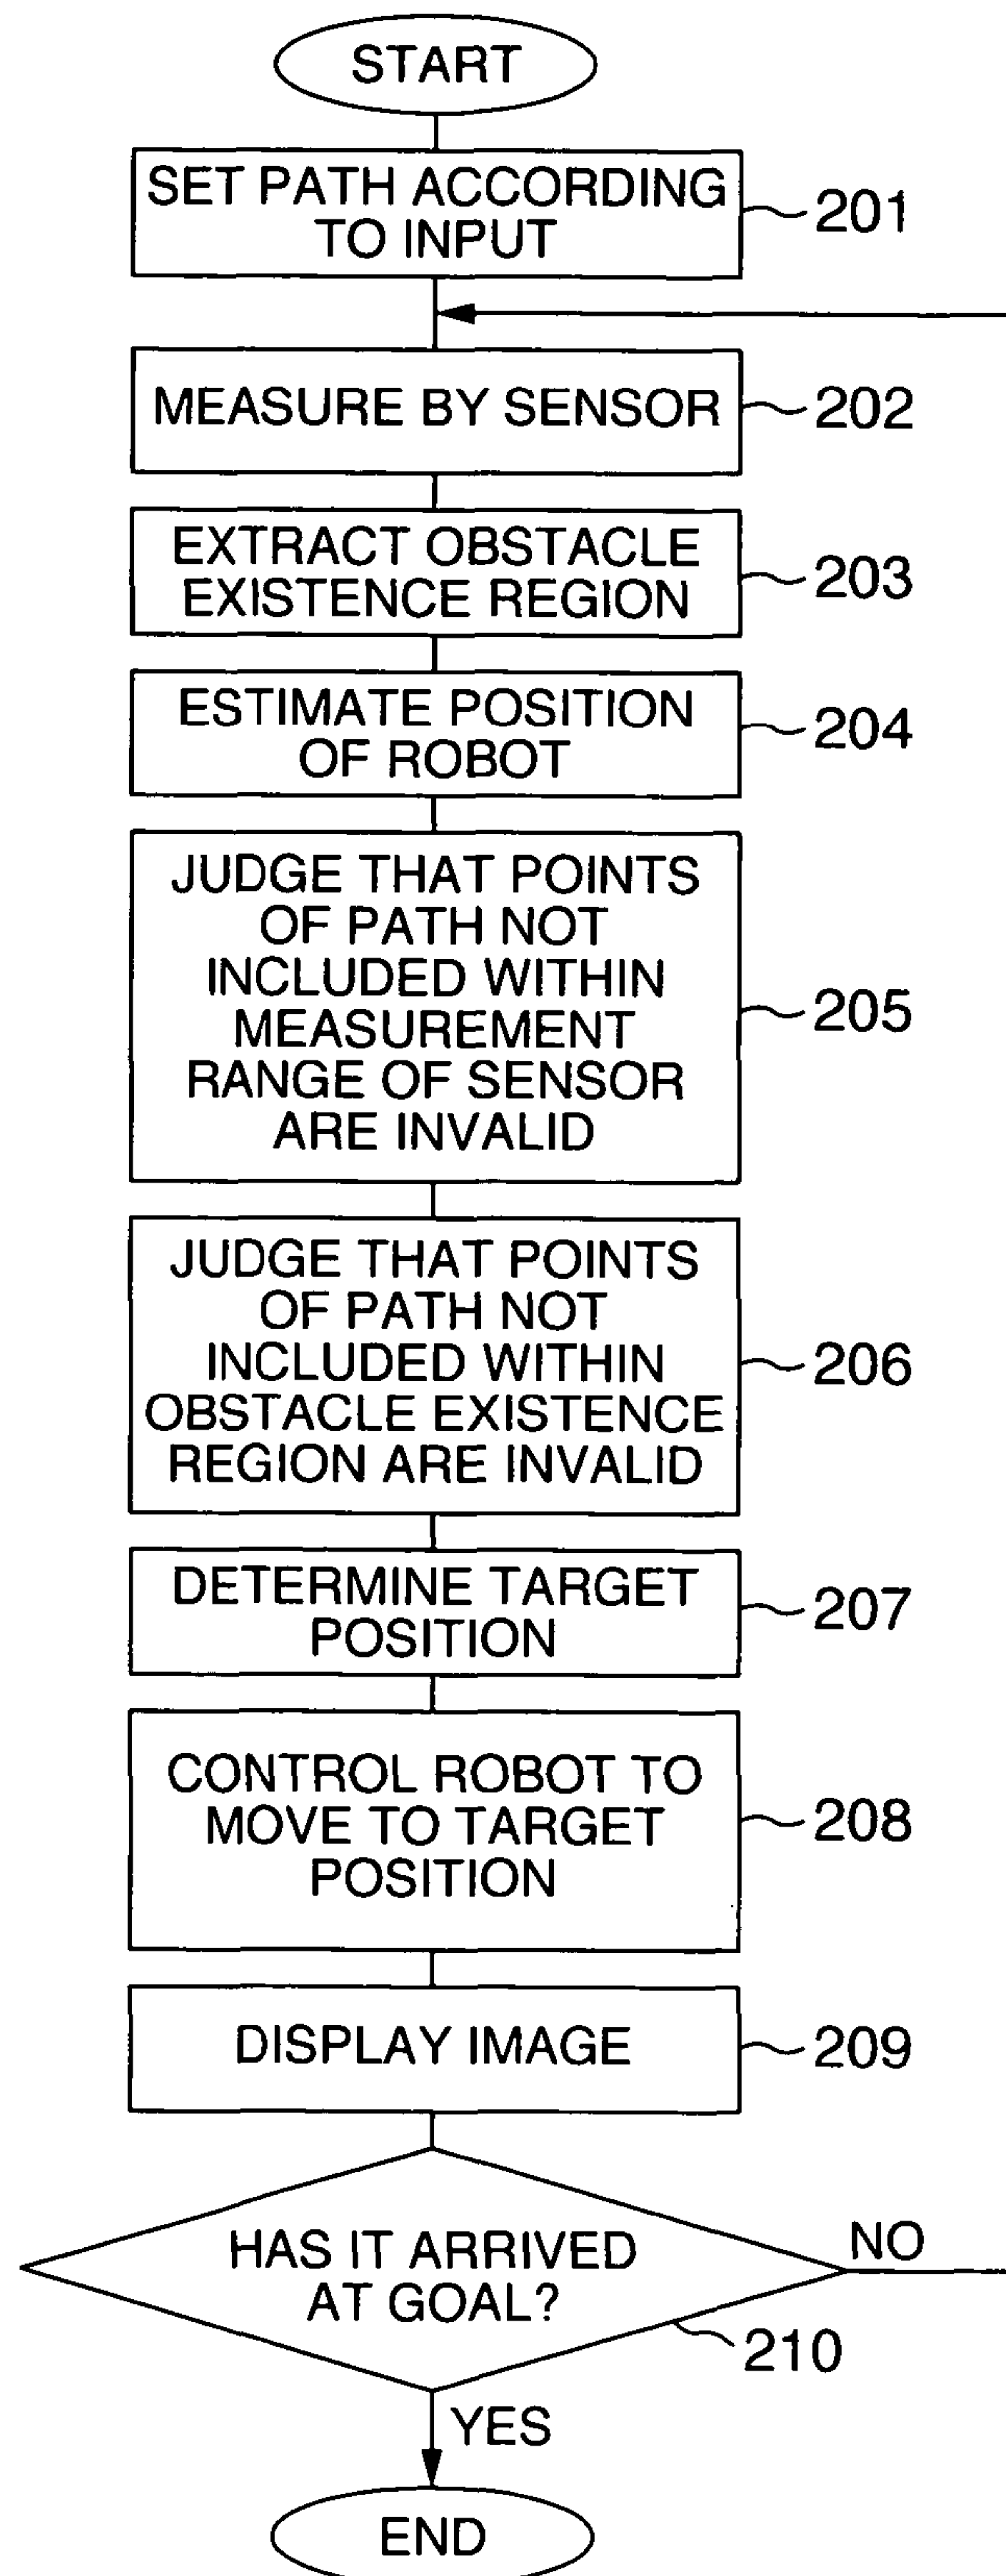 START
SET PATH ACCORDING
TO INPUT
201
MEASURE BY SENSOR
202
EXTRACT OBSTACLE
EXISTENCE REGION
203
ESTIMATE POSITION
OF ROBOT
204
JUDGE THAT POINTS
OF PATH NOT
INCLUDED WITHIN
MEASUREMENT
RANGE OF SENSOR
ARE INVALID
205
JUDGE THAT POINTS
OF PATH NOT
INCLUDED WITHIN
OBSTACLE EXISTENCE
REGION ARE INVALID
206
DETERMINE TARGET
POSITION
207
CONTROL ROBOT TO
MOVE TO TARGET
POSITION
208
DISPLAY IMAGE
209
HAS IT ARRIVED
AT GOAL?
NO
210
YES
END